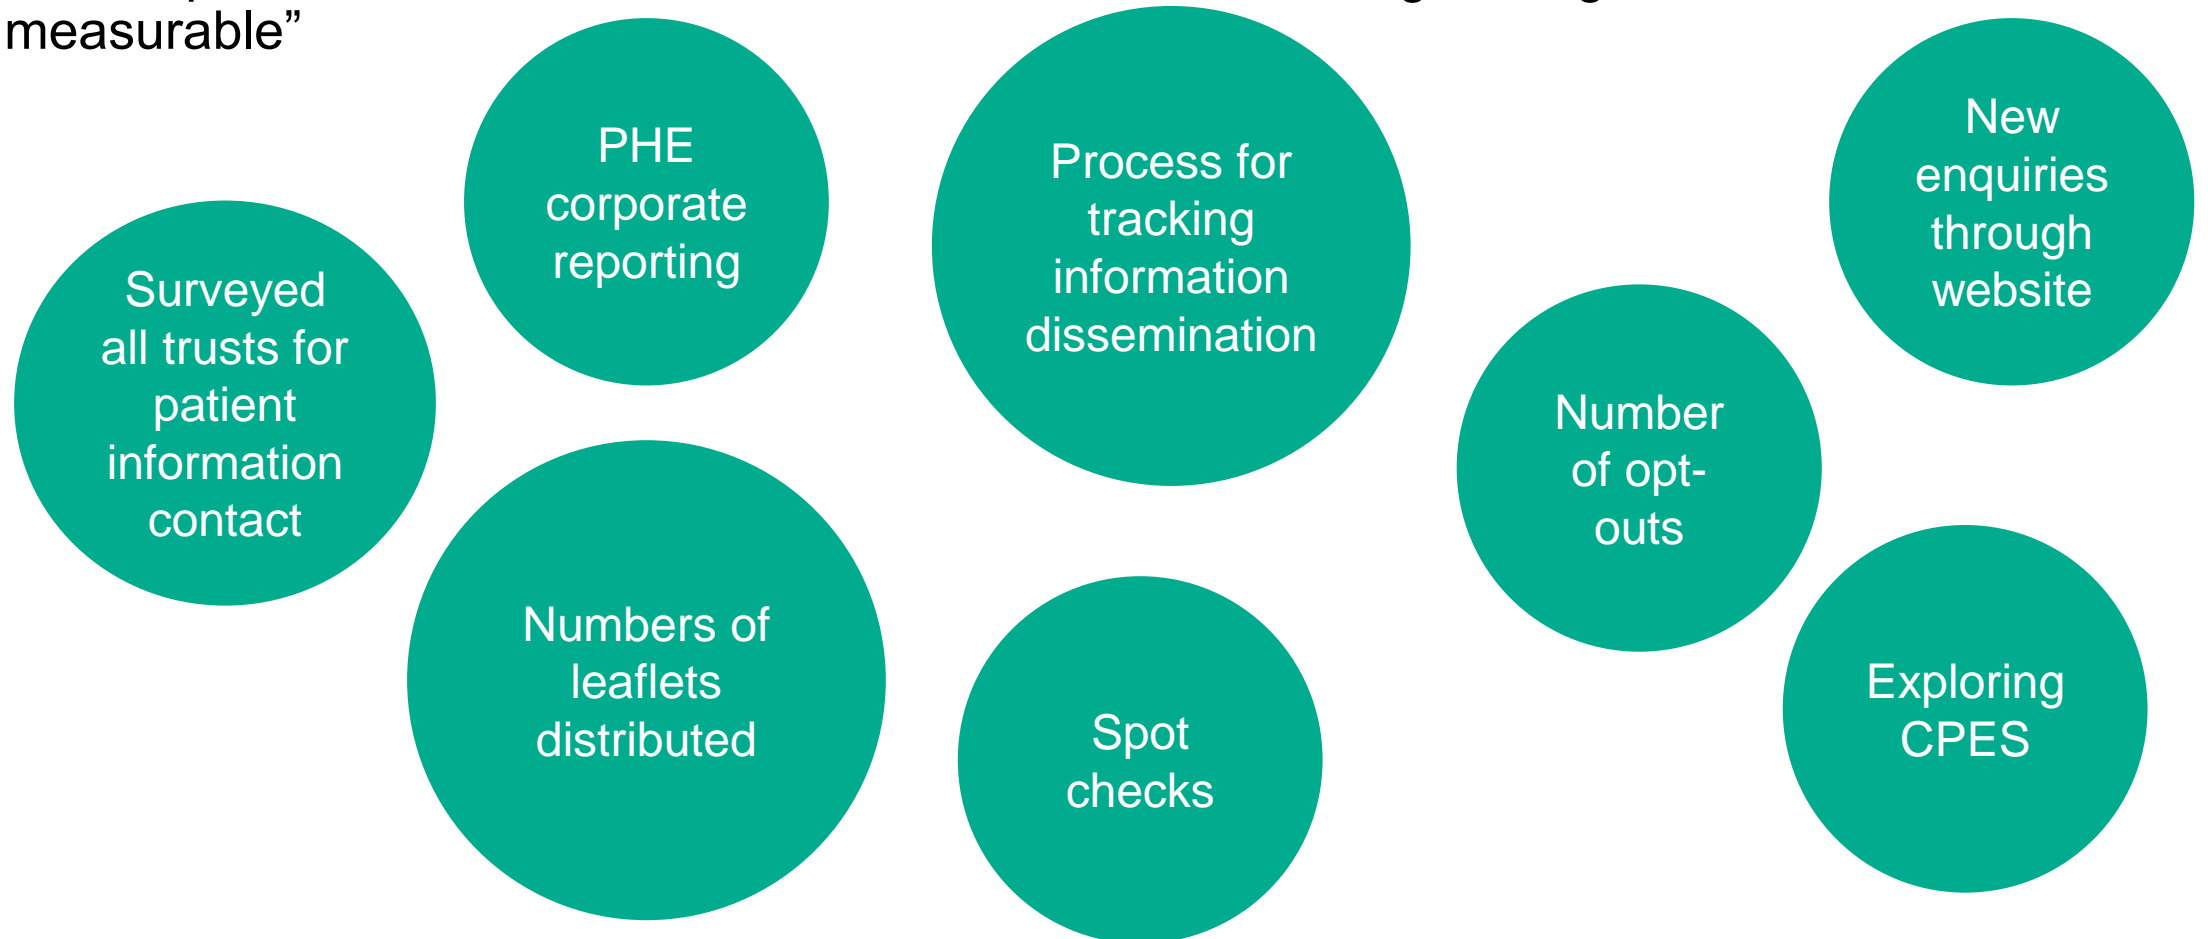 measurable”
PHE
corporate
reporting
Process for
tracking
information
dissemination
New
enquiries
through
website
Surveyed
all trusts for
patient
information
contact
Number
of opt-
outs
Numbers of
leaflets
distributed
Spot
checks
Exploring
CPES